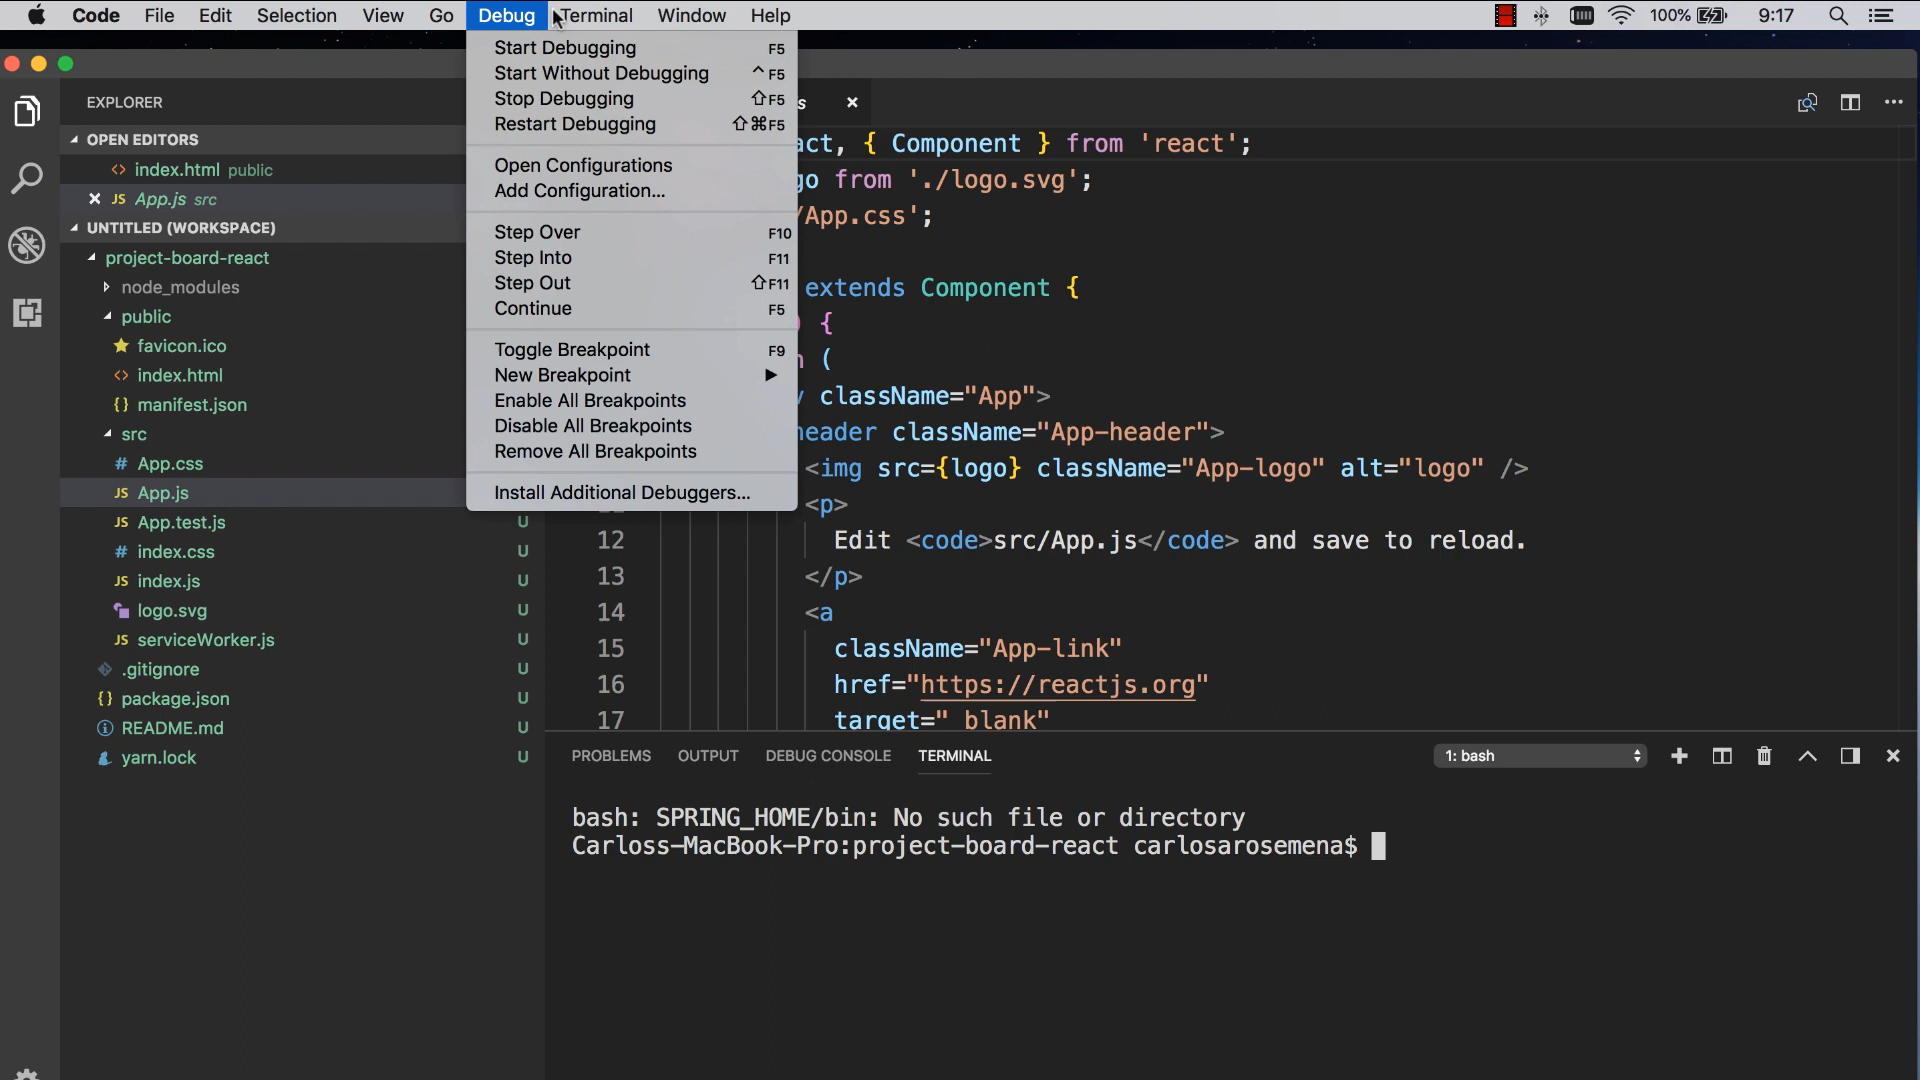 Code File Edit Selection View Go Debug Terminal Window Help 100% 9:17
Start Debugging F5
Start Without Debugging ^F5
Stop Debugging ⇧F5
Restart Debugging ⇧⌘F5
Open Configurations
Add Configuration...
Step Over F10
Step Into F11
Step Out ⇧F11
Continue F5
Toggle Breakpoint F9
New Breakpoint
Enable All Breakpoints
Disable All Breakpoints
Remove All Breakpoints
Install Additional Debuggers...
EXPLORER
OPEN EDITORS
<> index.html public
JS App.js src
UNTITLED (WORKSPACE)
project-board-react
node_modules
public
favicon.ico
<> index.html
{} manifest.json
src
# App.css
JS App.js
JS App.test.js U
# index.css U
JS index.js U
logo.svg U
JS serviceWorker.js U
.gitignore U
{} package.json U
README.md U
yarn.lock U
s
act, { Component } from 'react';
go from './logo.svg';
/App.css';
extends Component {
) {
n (
v className="App">
header className="App-header">
<img src={logo} className="App-logo" alt="logo" />
<p>
12 Edit <code>src/App.js</code> and save to reload.
13 </p>
14 <a
15 className="App-link"
16 href="https://reactjs.org"
17 target="_blank"
PROBLEMS OUTPUT DEBUG CONSOLE TERMINAL 1: bash
bash: SPRING_HOME/bin: No such file or directory
Carloss-MacBook-Pro:project-board-react carlosarosemena$